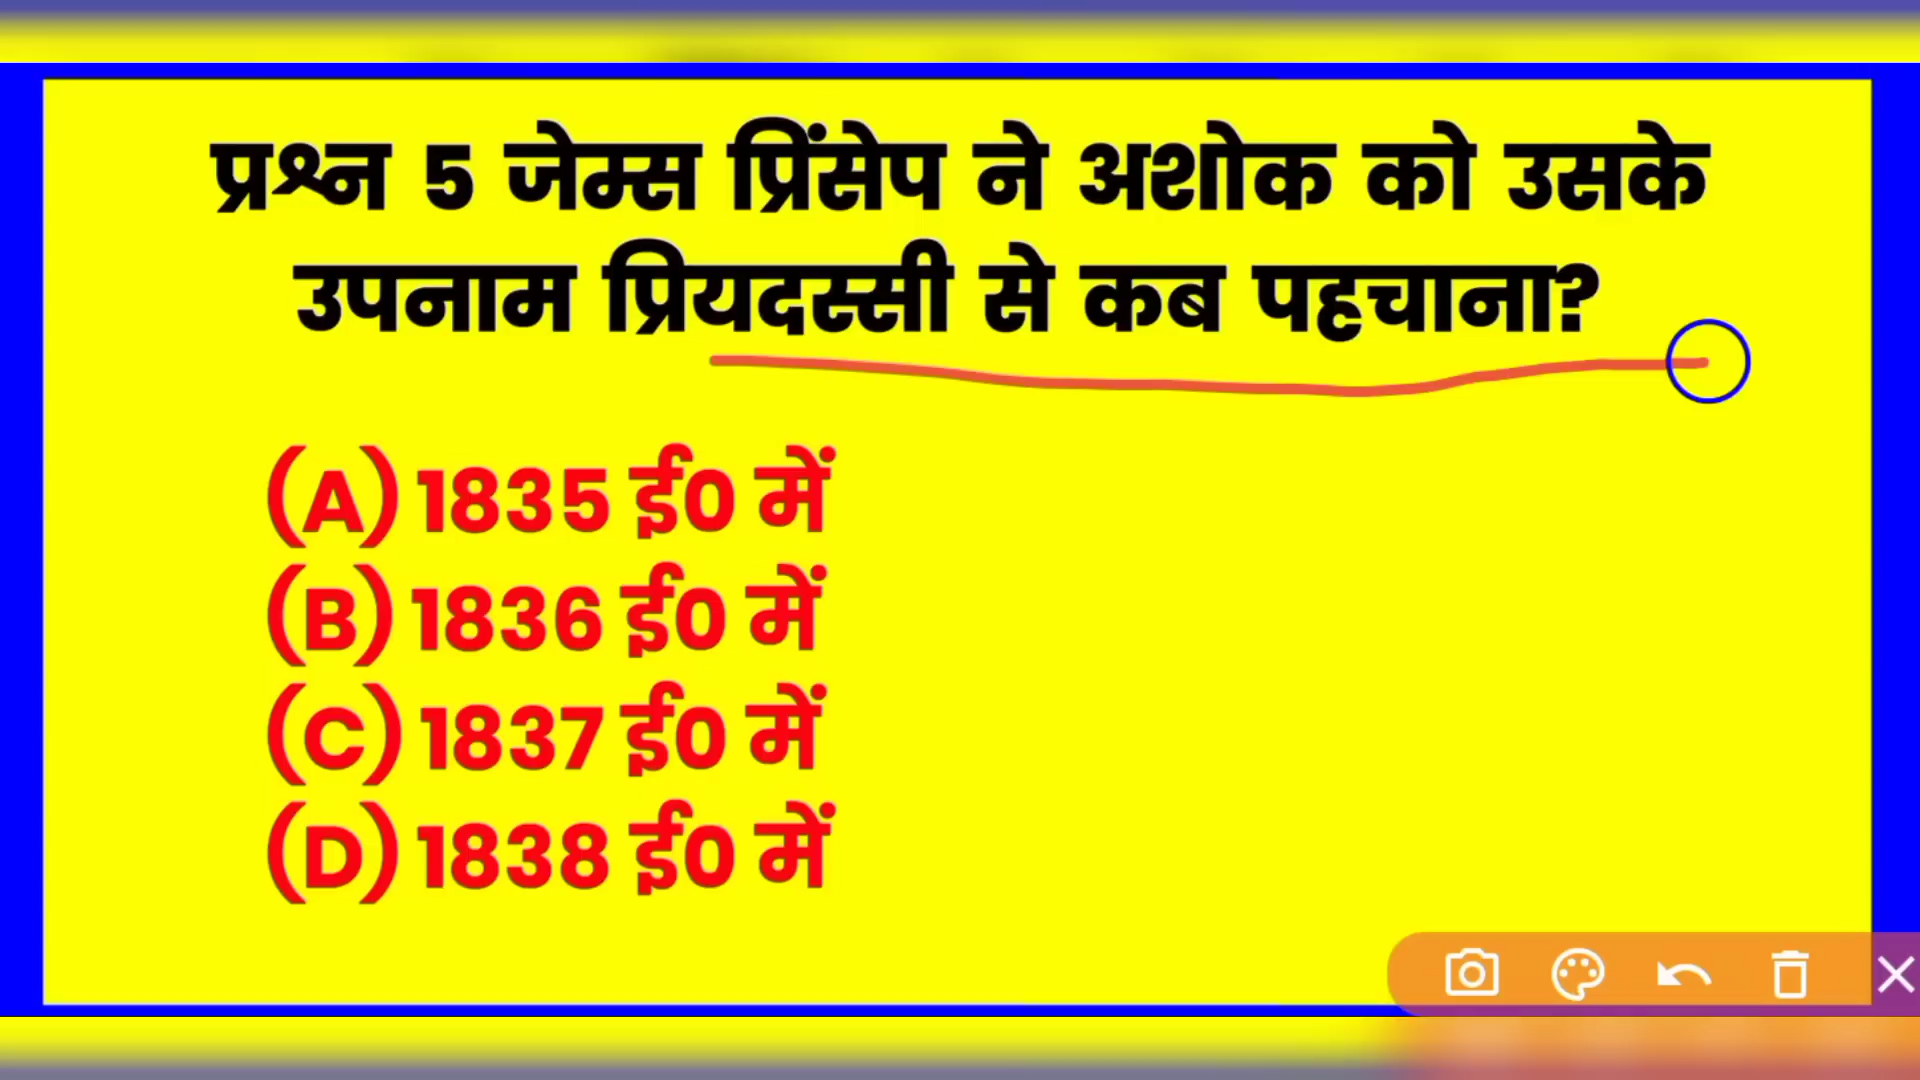 प्रश्न 5 जेम्स प्रिंसेप ने अशोक को उसके
उपनाम प्रियदस्सी से कब पहचाना?
(A) 1835 ई0 में
(B) 1836 ई0 में
(C) 1837 ई0 में
(D) 1838 ई0 में